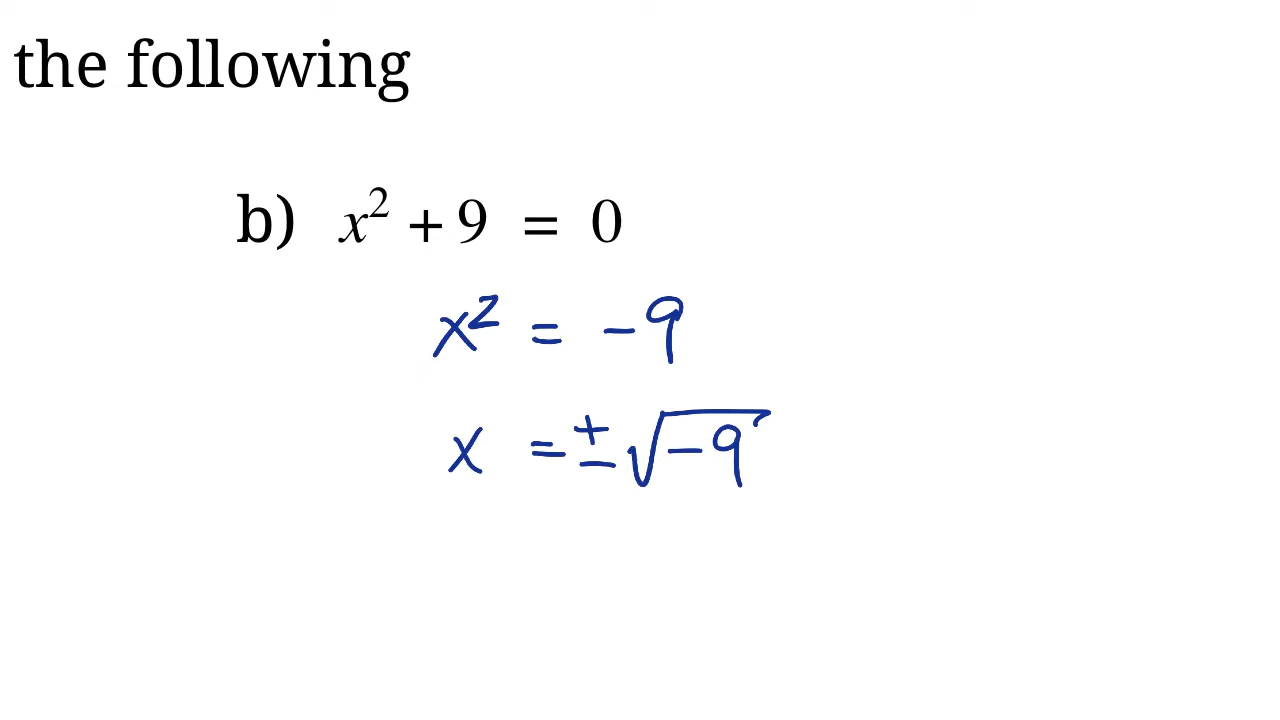 the following
b) x² + 9 = 0
x² = -9
x = ± √-9